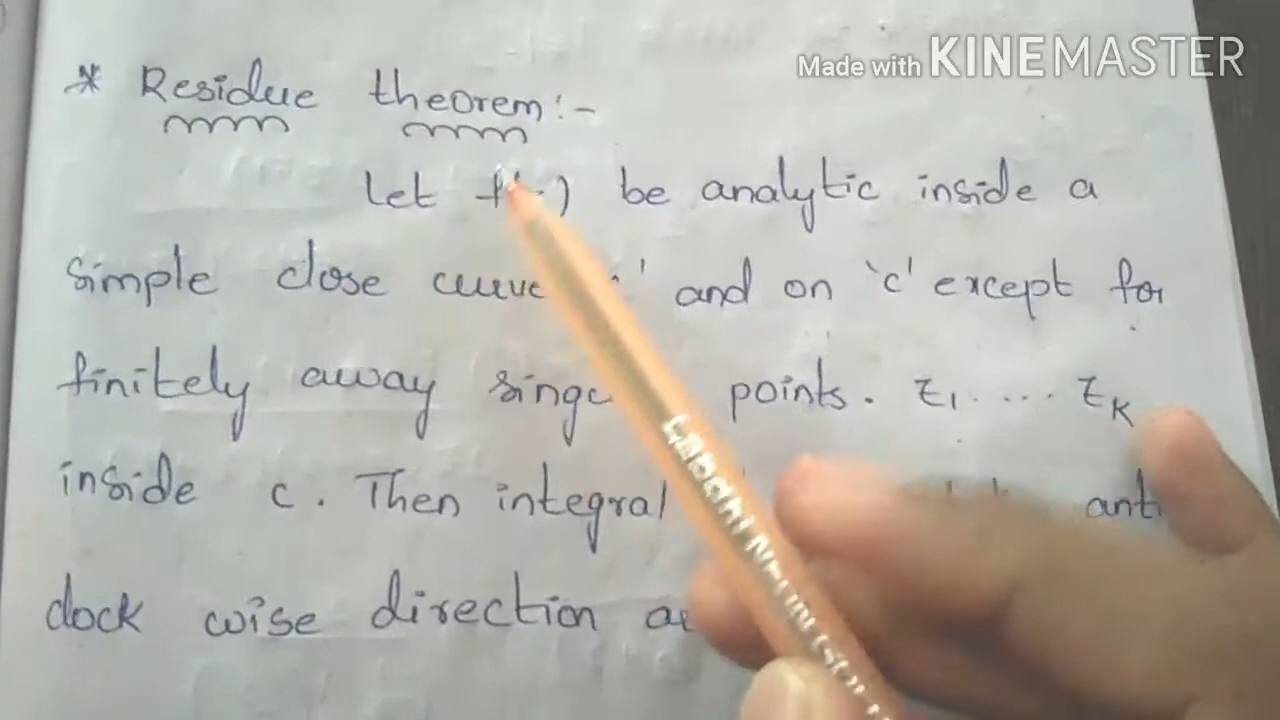 Made with KINEMASTER
* Residue theorem:-
Let be analytic inside a
simple close curve and on 'c' except for
finitely away points. z1 .... zK
inside c. Then integral
clock wise direction